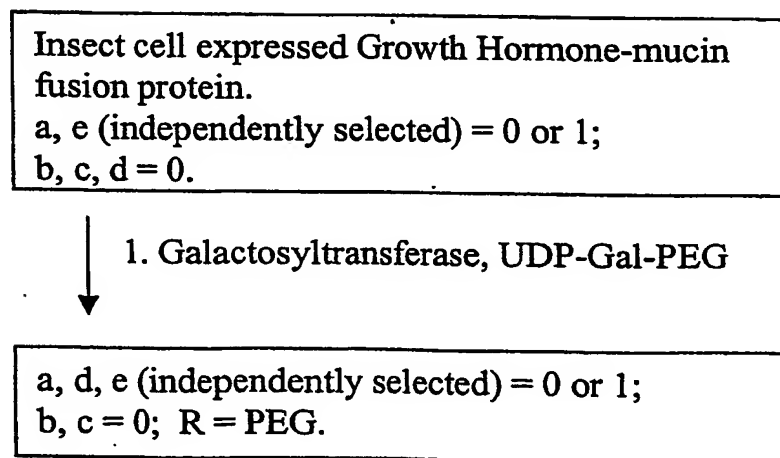 Insect cell expressed Growth Hormone-mucin
fusion protein.
a, e (independently selected) = 0 or 1;
b, c, d = 0.
1. Galactosyltransferase, UDP-Gal-PEG
a, d, e (independently selected) = 0 or 1;
b, c = 0; R = PEG.